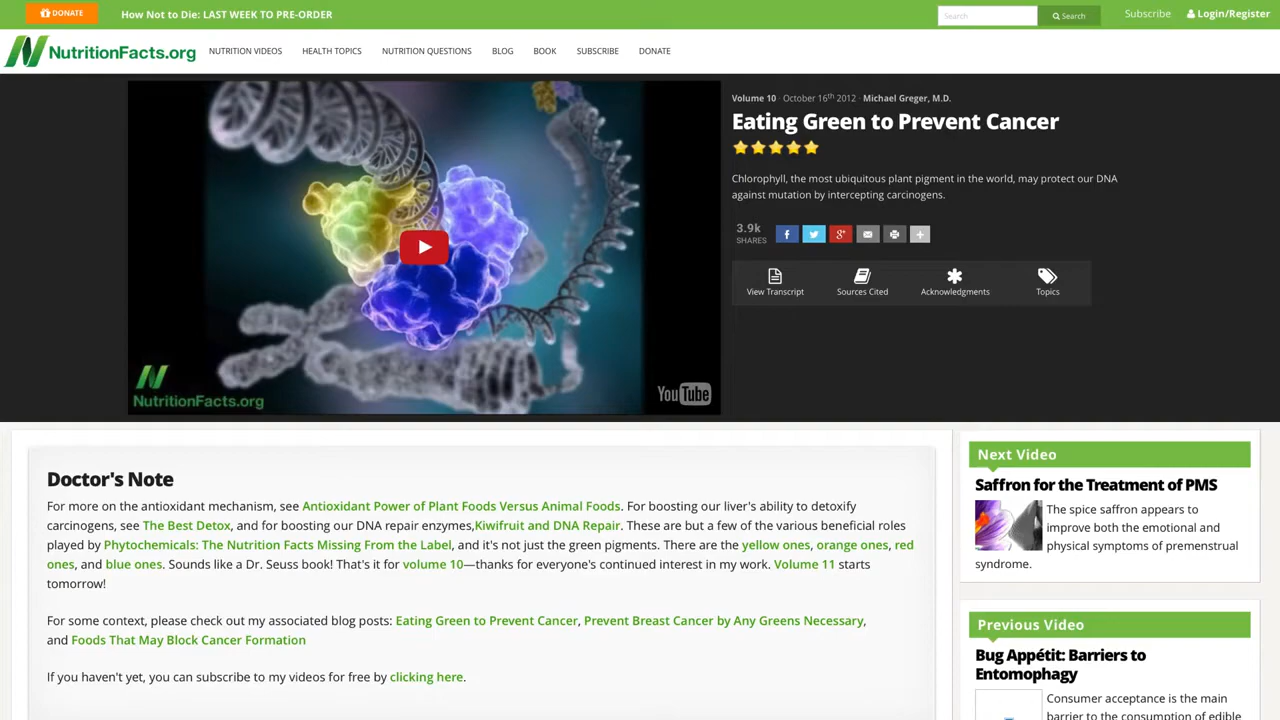 DONATE
How Not to Die: LAST WEEK TO PRE-ORDER
Search
Search
Subscribe
Login/Register
NutritionFacts.org
NUTRITION VIDEOS
HEALTH TOPICS
NUTRITION QUESTIONS
BLOG
BOOK
SUBSCRIBE
DONATE
NutritionFacts.org
YouTube
Volume 10 · October 16th 2012 · Michael Greger, M.D.
Eating Green to Prevent Cancer
Chlorophyll, the most ubiquitous plant pigment in the world, may protect our DNA
against mutation by intercepting carcinogens.
3.9k
SHARES
View Transcript
Sources Cited
Acknowledgments
Topics
Doctor's Note
For more on the antioxidant mechanism, see Antioxidant Power of Plant Foods Versus Animal Foods. For boosting our liver's ability to detoxify
carcinogens, see The Best Detox, and for boosting our DNA repair enzymes,Kiwifruit and DNA Repair. These are but a few of the various beneficial roles
played by Phytochemicals: The Nutrition Facts Missing From the Label, and it's not just the green pigments. There are the yellow ones, orange ones, red
ones, and blue ones. Sounds like a Dr. Seuss book! That's it for volume 10—thanks for everyone's continued interest in my work. Volume 11 starts
tomorrow!
For some context, please check out my associated blog posts: Eating Green to Prevent Cancer, Prevent Breast Cancer by Any Greens Necessary,
and Foods That May Block Cancer Formation
If you haven't yet, you can subscribe to my videos for free by clicking here.
Next Video
Saffron for the Treatment of PMS
The spice saffron appears to
improve both the emotional and
physical symptoms of premenstrual
syndrome.
Previous Video
Bug Appétit: Barriers to
Entomophagy
Consumer acceptance is the main
barrier to the consumption of edible